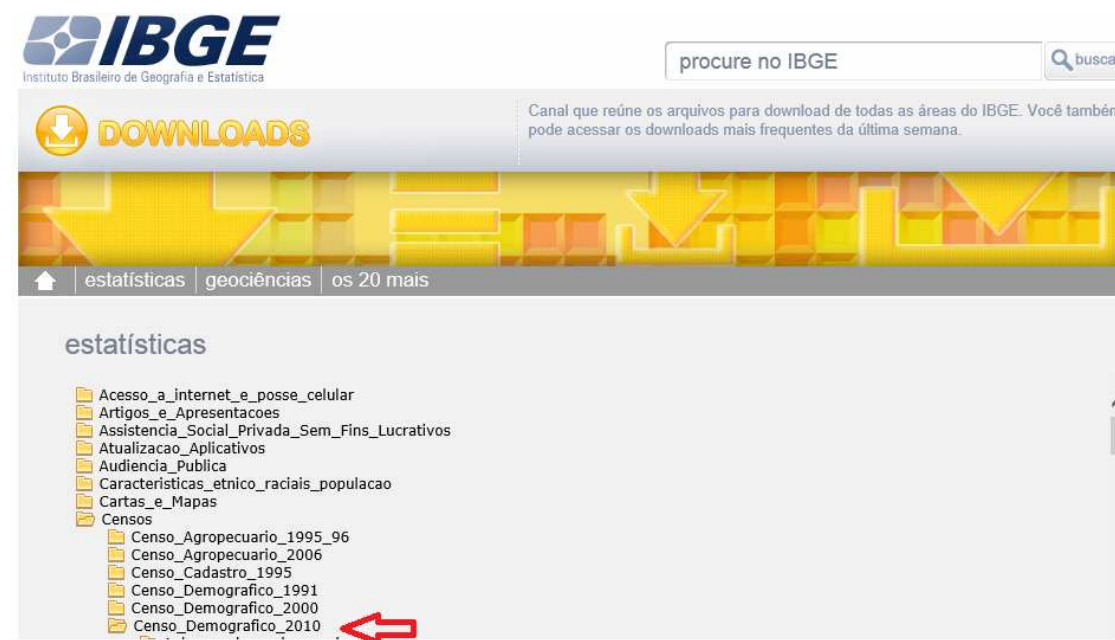 IBGE
Instituto Brasileiro de Geografia e Estatística
procure no IBGE
busca
DOWNLOADS
Canal que reúne os arquivos para download de todas as áreas do IBGE. Você também
pode acessar os downloads mais frequentes da última semana.
estatísticas geociências os 20 mais
estatísticas
Acesso_a_internet_e_posse_celular
Artigos_e_Apresentacoes
Assistencia_Social_Privada_Sem_Fins_Lucrativos
Atualizacao_Aplicativos
Audiencia_Publica
Caracteristicas_etnico_raciais_populacao
Cartas_e_Mapas
Censos
Censo_Agropecuario_1995_96
Censo_Agropecuario_2006
Censo_Cadastro_1995
Censo_Demografico_1991
Censo_Demografico_2000
Censo_Demografico_2010